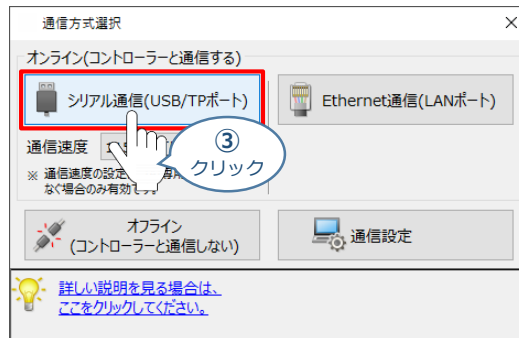 通信方式選択
オンライン(コントローラーと通信する)
シリアル通信(USB/TPポート)
Ethernet通信(LANポート)
通信速度
③
クリック
※ 通信速度の設定
なぐ場合のみ有効です。
オフライン
(コントローラーと通信しない)
通信設定
詳しい説明を見る場合は、
ここをクリックしてください。